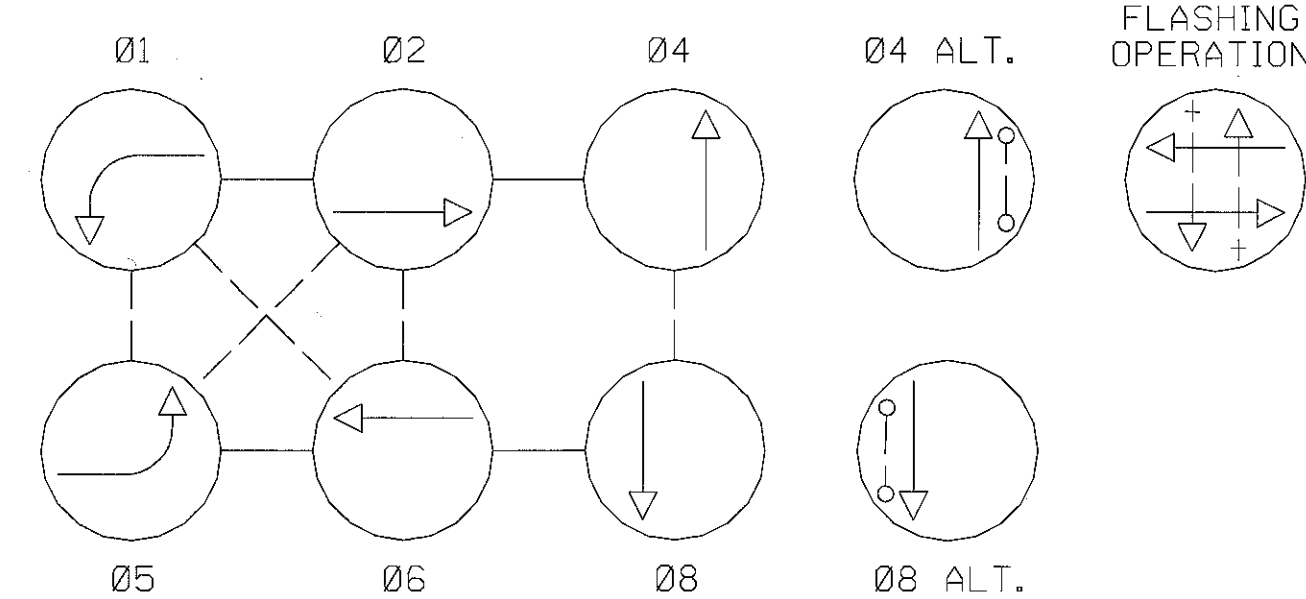 FLASHING
OPERATION
Ø1
Ø2
Ø4
Ø4 ALT.
Ø5
Ø6
Ø8
Ø8 ALT.